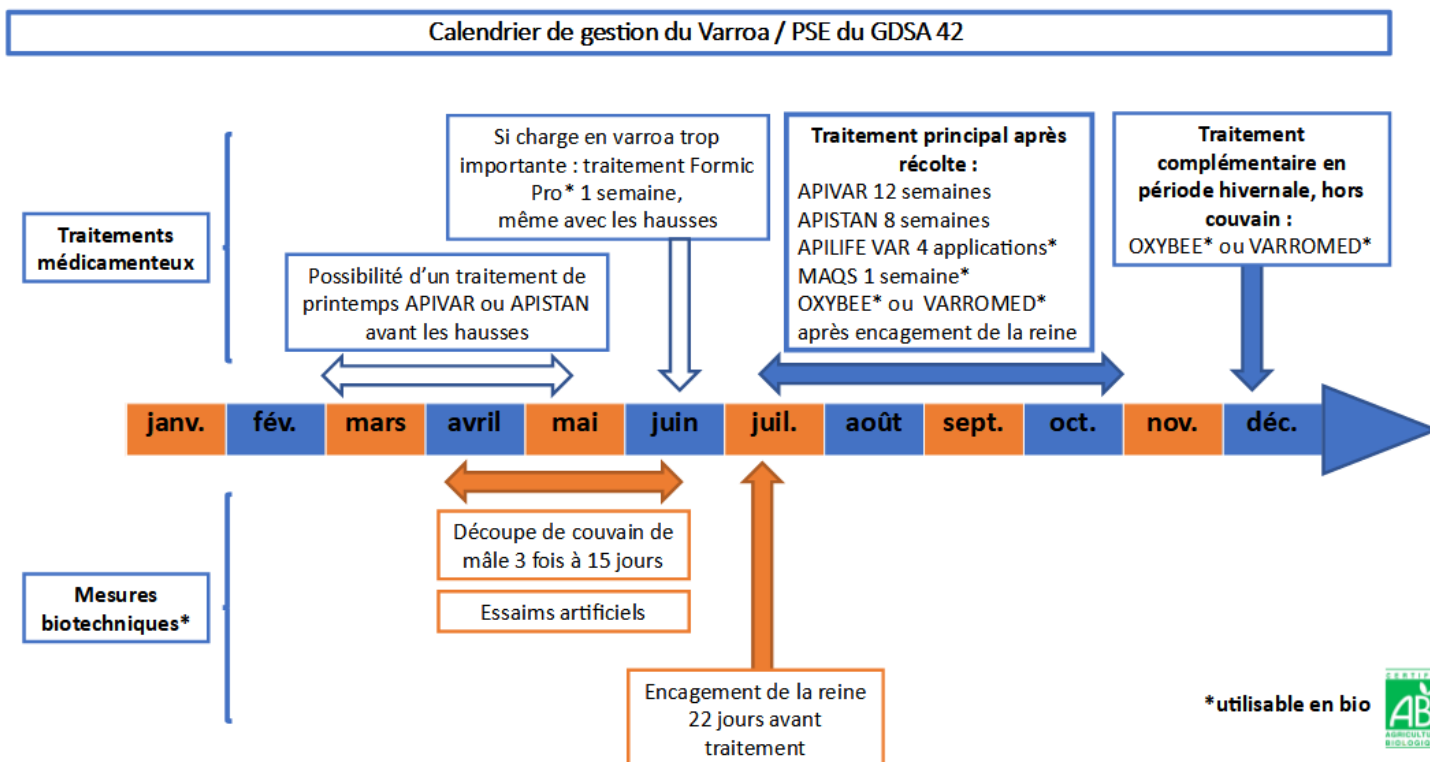 Calendrier de gestion du Varroa / PSE du GDSA 42
Si charge en varroa trop
importante : traitement Formic
Pro* 1 semaine,
même avec les hausses
Traitement principal après
récolte :
APIVAR 12 semaines
APISTAN 8 semaines
APILIFE VAR 4 applications*
MAQS 1 semaine*
OXYBEE* ou VARROMED*
après encagement de la reine
Traitement
complémentaire en
période hivernale, hors
couvain :
OXYBEE* ou VARROMED*
Traitements
médicamenteux
Possibilité d'un traitement de
printemps APIVAR ou APISTAN
avant les hausses
janv. fév. mars avril mai juin juil. août sept. oct. nov. déc.
Découpe de couvain de
mâle 3 fois à 15 jours
Essaims artificiels
Mesures
biotechniques*
Encagement de la reine
22 jours avant
traitement
*utilisable en bio
CERTIFI
AB
AGRICULTU
BIOLOGIQU